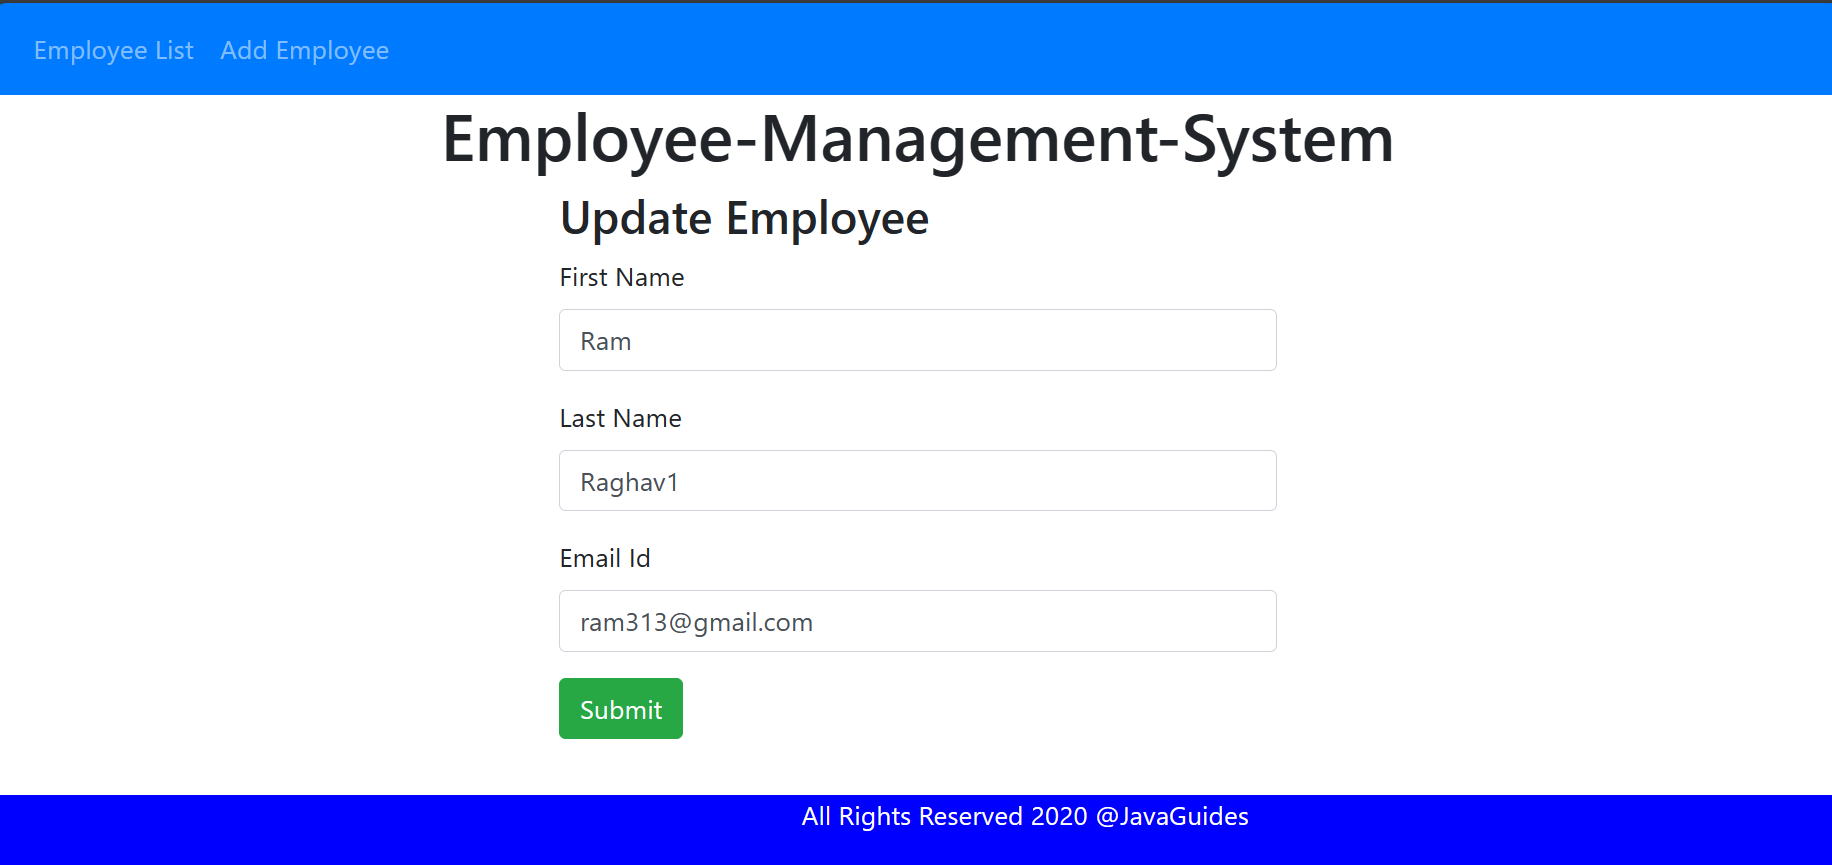 Employee List Add Employee
Employee-Management-System
Update Employee
First Name
Ram
Last Name
Raghav1
Email Id
ram313@gmail.com
Submit
All Rights Reserved 2020 @JavaGuides